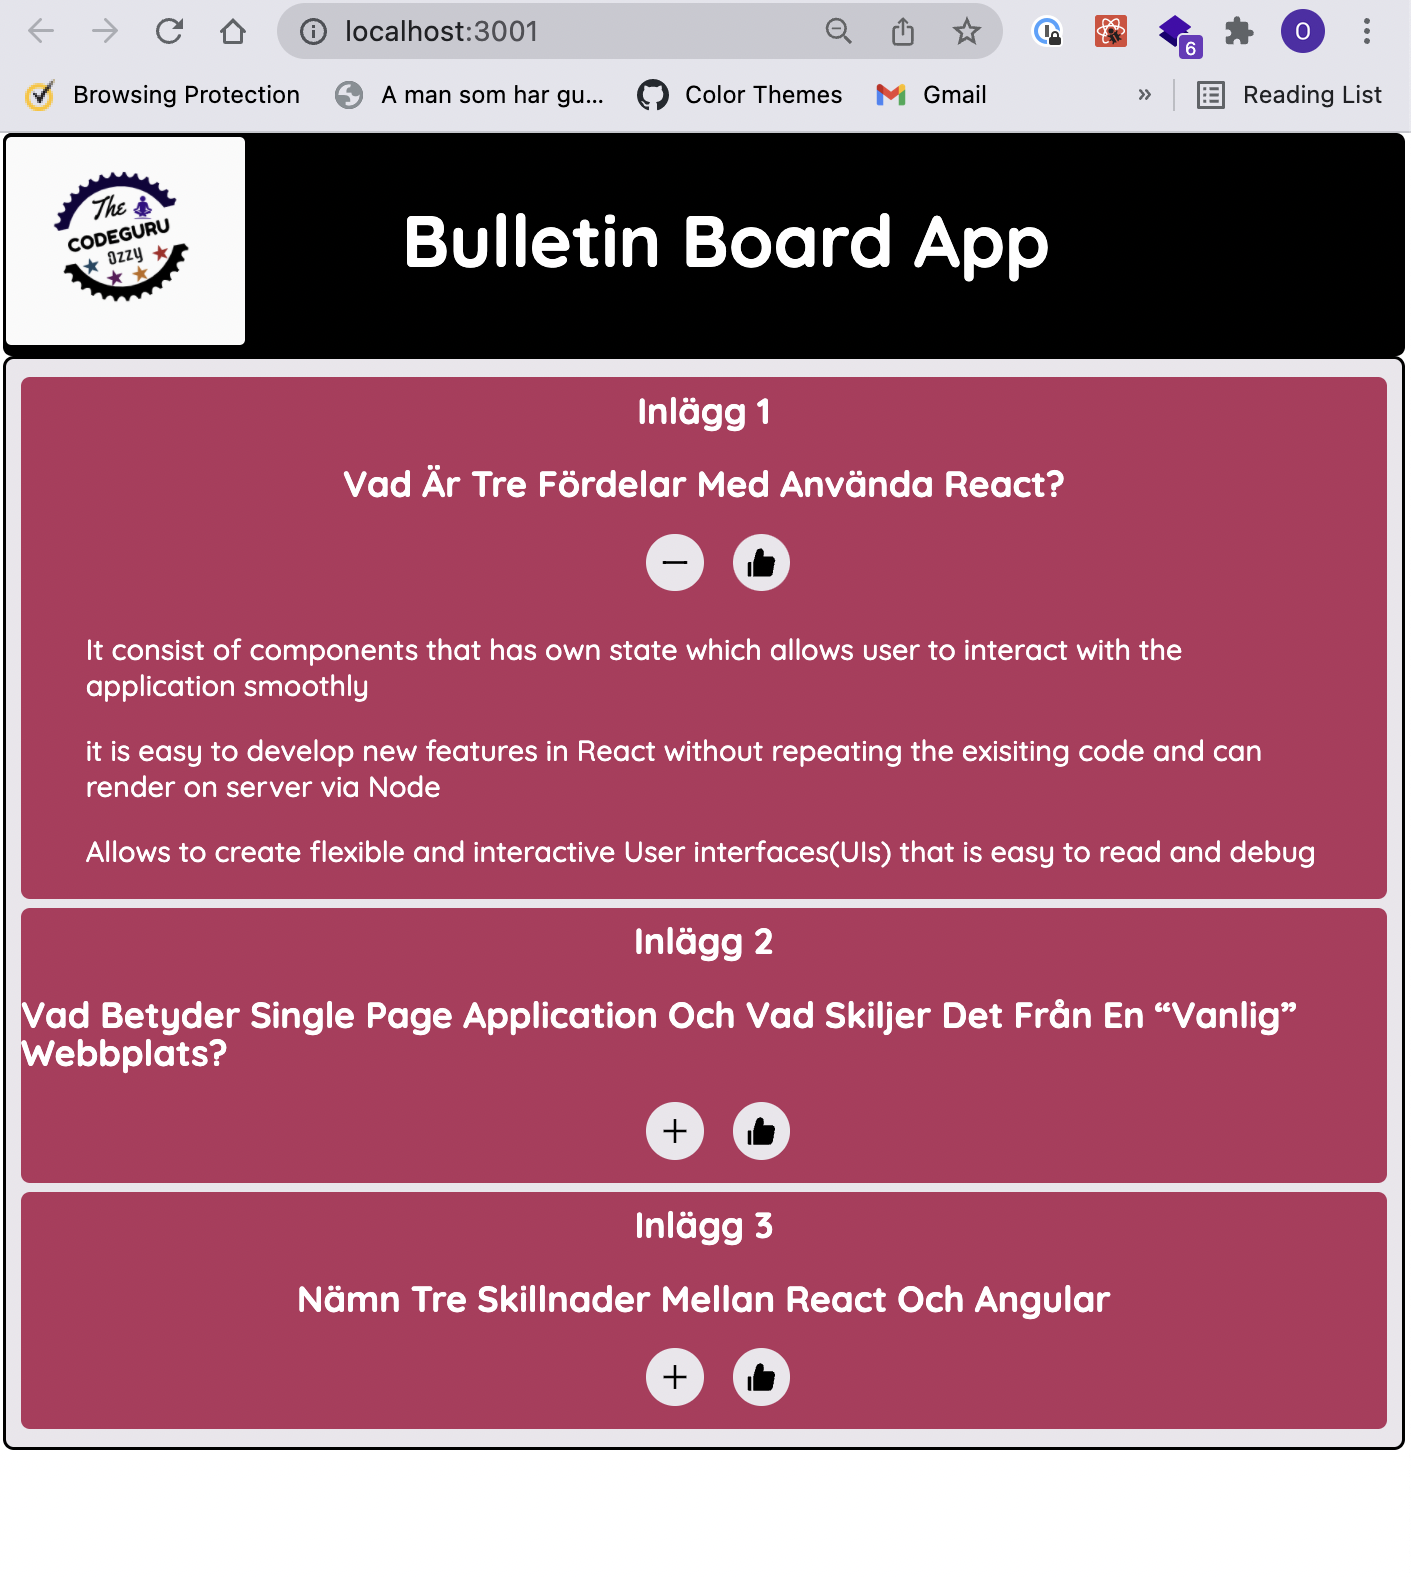 localhost:3001
6
O
Browsing Protection
A man som har gu...
Color Themes
Gmail
»
Reading List
The
CODEGURU
Ozzy
Bulletin Board App
Inlägg 1
Vad Är Tre Fördelar Med Använda React?
It consist of components that has own state which allows user to interact with the
application smoothly
it is easy to develop new features in React without repeating the exisiting code and can
render on server via Node
Allows to create flexible and interactive User interfaces(UIs) that is easy to read and debug
Inlägg 2
Vad Betyder Single Page Application Och Vad Skiljer Det Från En “Vanlig”
Webbplats?
Inlägg 3
Nämn Tre Skillnader Mellan React Och Angular